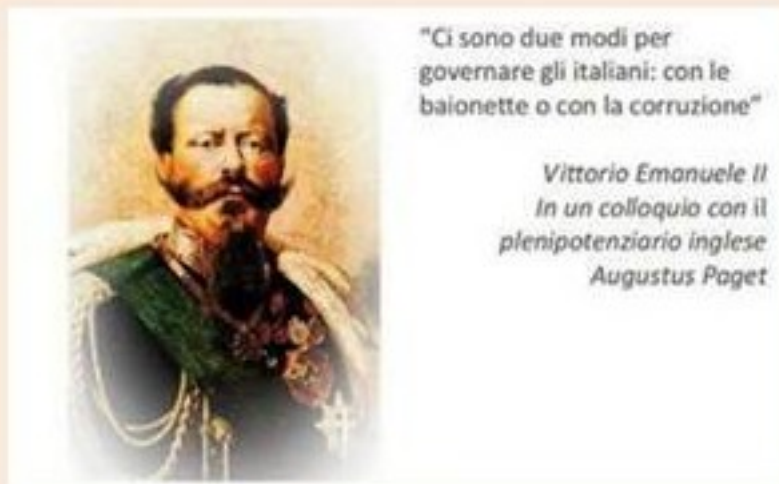 "Ci sono due modi per
governare gli italiani: con le
baionette o con la corruzione"
Vittorio Emanuele II
In un colloquio con il
plenipotenziario inglese
Augustus Paget